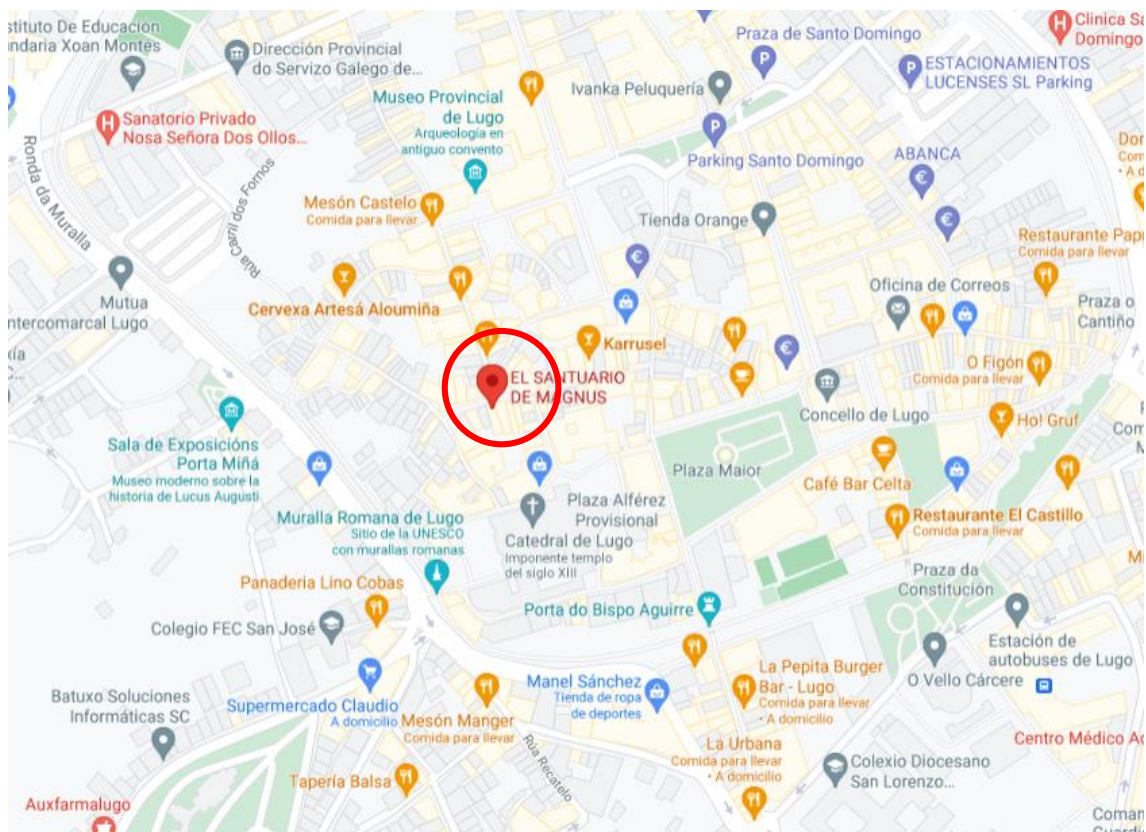 stituto De Educación
ndaria Xoan Montes
Dirección Provincial
do Servizo Galego de...
Praza de Santo Domingo
Clinica Sa
Domingo
ESTACIONAMIENTOS
LUCENSES SL Parking
Ivanka Peluquería
Museo Provincial
de Lugo
Arqueología en
antiguo convento
Sanatorio Privado
Nosa Señora Dos Ollos...
Parking Santo Domingo
ABANCA
Ronda da Muralla
Rúa Carril dos Fornos
Mesón Castelo
Comida para llevar
Tienda Orange
Restaurante Papu
Comida para llevar
Mutua
ntercomarcal Lugo
Cervexa Artesá Aloumiña
Oficina de Correos
Praza o
Cantiño
Karrusel
EL SANTUARIO
DE MAGNUS
O Figón
Comida para llevar
Concello de Lugo
Ho! Gruf
Sala de Exposicións
Porta Miñá
Museo moderno sobre la
historia de Lucus Augusti
Plaza Maior
Café Bar Celta
Muralla Romana de Lugo
Sitio de la UNESCO
con murallas romanas
Plaza Alférez
Provisional
Catedral de Lugo
Imponente templo
del siglo XIII
Restaurante El Castillo
Comida para llevar
Panaderia Lino Cobas
Praza da
Constitución
Porta do Bispo Aguirre
Colegio FEC San José
Estación de
autobuses de Lugo
La Pepita Burger
Bar - Lugo
Comida para llevar
· A domicilio
O Vello Cárcere
Manel Sánchez
Tienda de ropa
de deportes
Batuxo Soluciones
Informáticas SC
Supermercado Claudio
A domicilio
Mesón Manger
Comida para llevar
Rúa Recatelo
La Urbana
Comida para llevar
· A domicilio
Centro Médico Ac
Colexio Diocesano
San Lorenzo...
Tapería Balsa
Auxfarmalugo
Coman